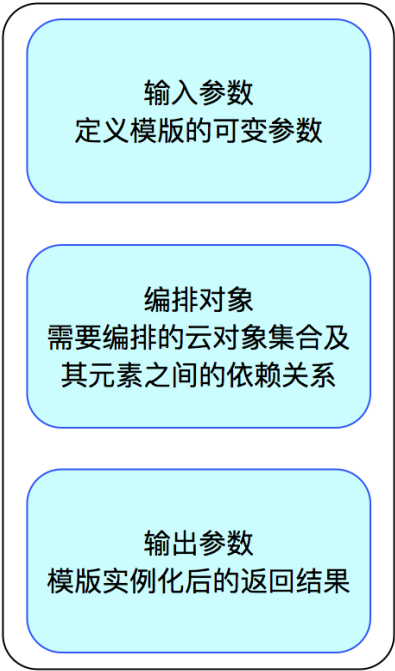 输入参数
定义模版的可变参数
编排对象
需要编排的云对象集合及
其元素之间的依赖关系
输出参数
模版实例化后的返回结果